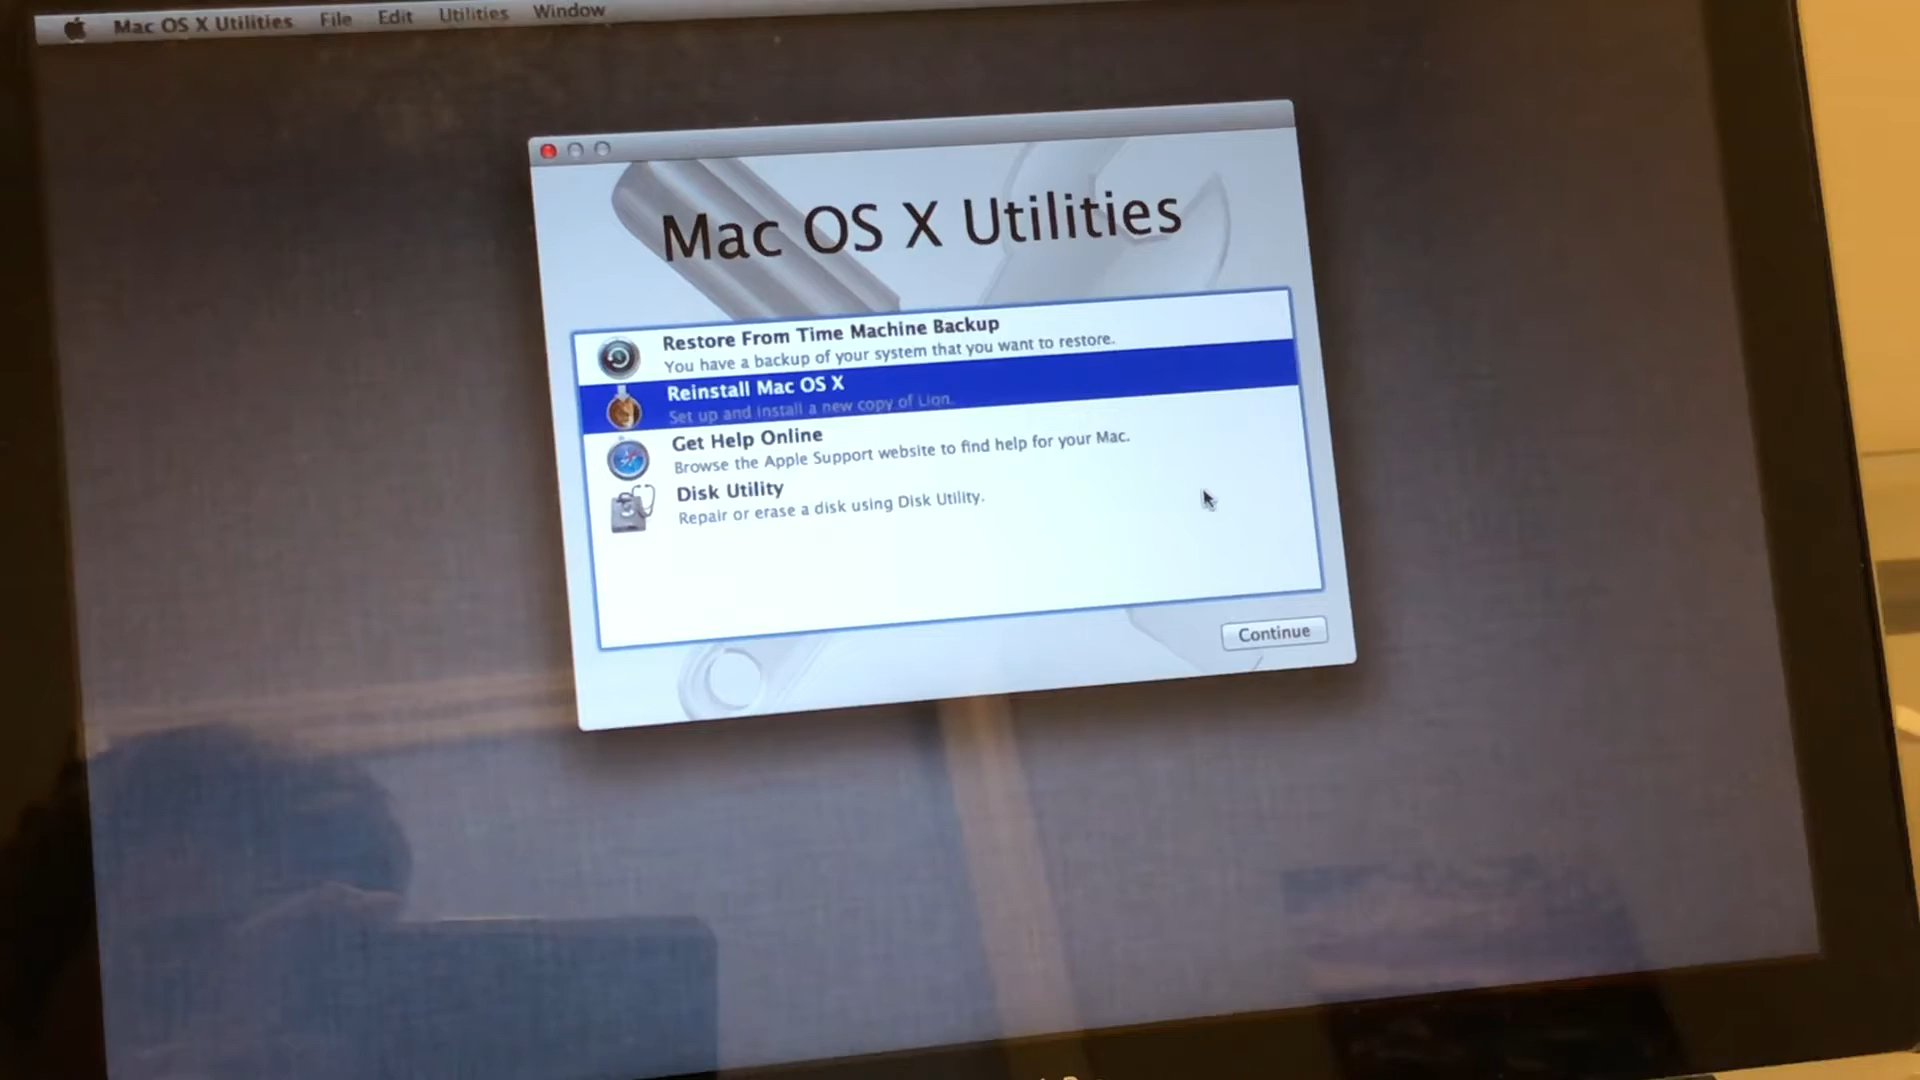 Mac OS X Utilities File Edit Utilities Window
Mac OS X Utilities
Restore From Time Machine Backup
You have a backup of your system that you want to restore.
Reinstall Mac OS X
Set up and install a new copy of Lion.
Get Help Online
Browse the Apple Support website to find help for your Mac.
Disk Utility
Repair or erase a disk using Disk Utility.
Continue